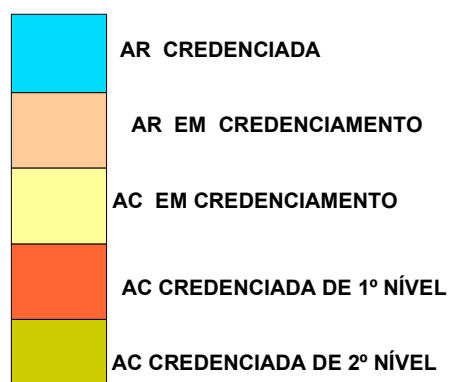 AR CREDENCIADA
AR EM CREDENCIAMENTO
AC EM CREDENCIAMENTO
AC CREDENCIADA DE 1º NÍVEL
AC CREDENCIADA DE 2º NÍVEL